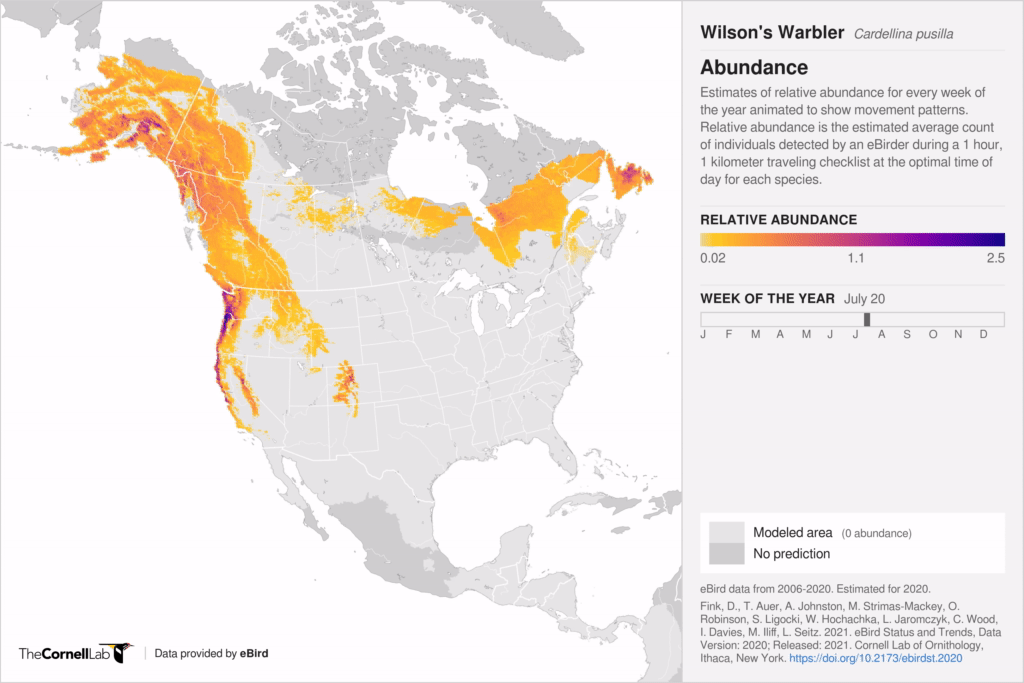 Wilson's Warbler Cardellina pusilla
Abundance
Estimates of relative abundance for every week of
the year animated to show movement patterns.
Relative abundance is the estimated average count
of individuals detected by an eBirder during a 1 hour,
1 kilometer traveling checklist at the optimal time of
day for each species.
RELATIVE ABUNDANCE
0.02 1.1 2.5
WEEK OF THE YEAR July 20
J F M A M J J A S O N D
Modeled area (0 abundance)
No prediction
eBird data from 2006-2020. Estimated for 2020.
Fink, D., T. Auer, A. Johnston, M. Strimas-Mackey, O.
Robinson, S. Ligocki, W. Hochachka, L. Jaromczyk, C. Wood,
I. Davies, M. Iliff, L. Seitz. 2021. eBird Status and Trends, Data
Version: 2020; Released: 2021. Cornell Lab of Ornithology,
Ithaca, New York. https://doi.org/10.2173/ebirdst.2020
TheCornellLab Data provided by eBird